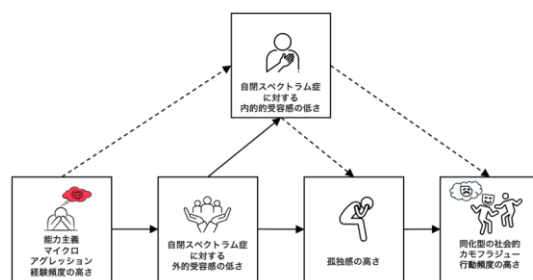 自閉スペクトラム症
に対する
内的的受容感の低さ
能力主義
マイクロ
アグレッション
経験頻度の高さ
自閉スペクトラム症
に対する
外的受容感の低さ
孤独感の高さ
同化型の社会的
カモフラジュー
行動頻度の高さ